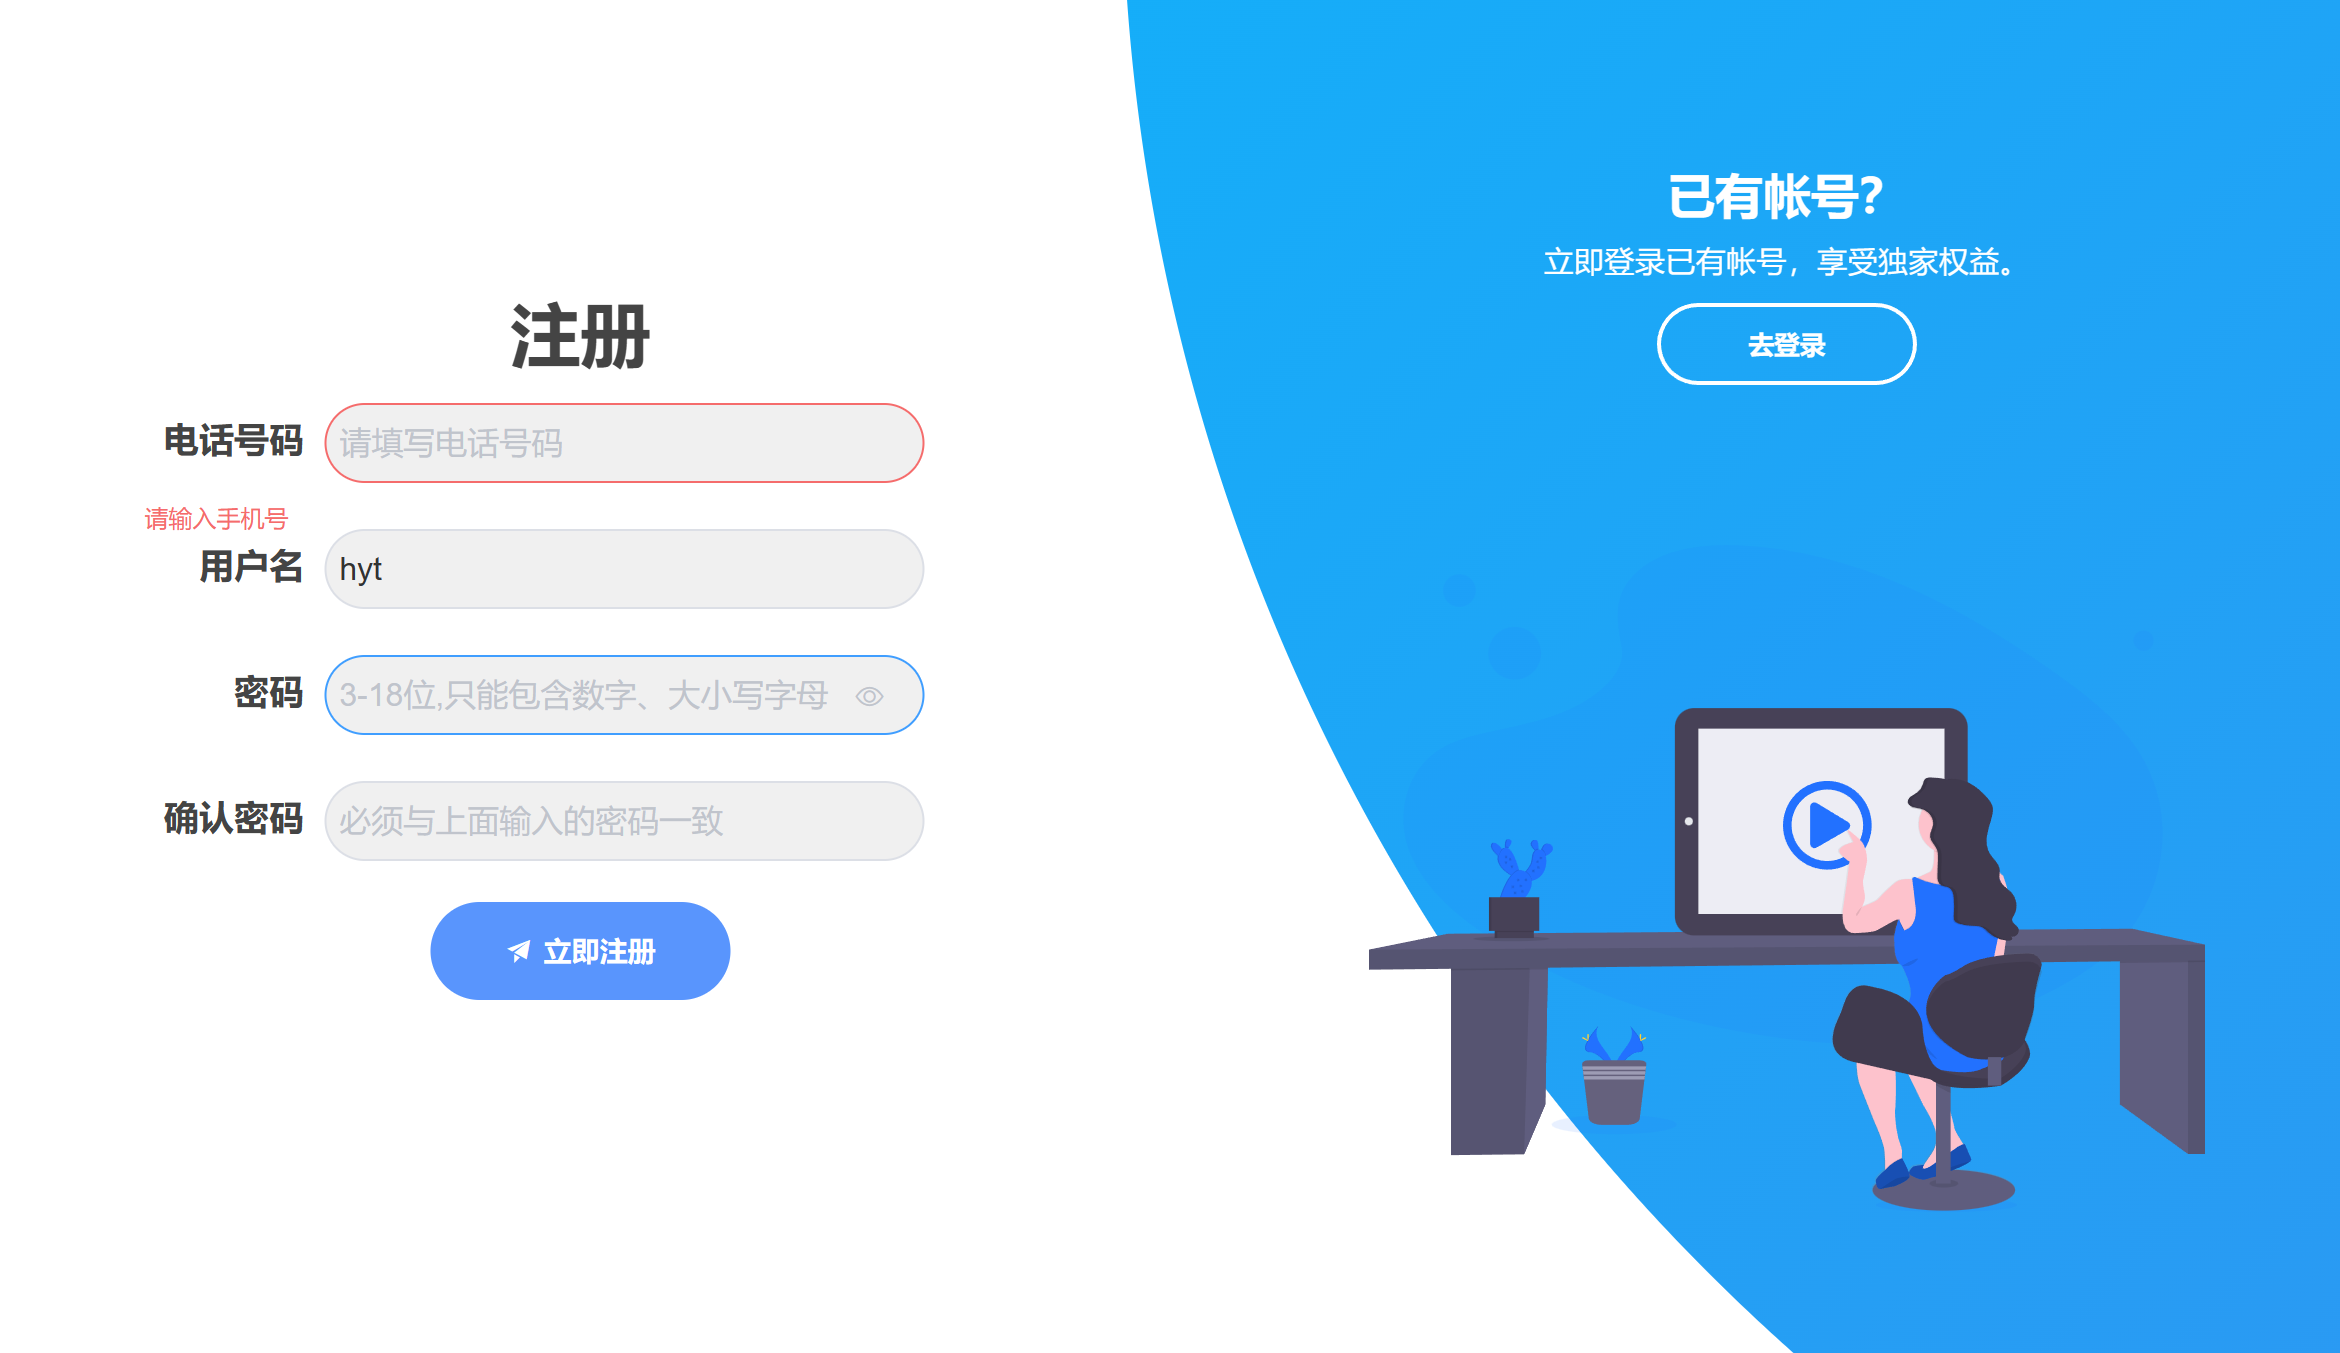 注册
电话号码 请填写电话号码
请输入手机号
用户名 hyt
密码 3-18位,只能包含数字、大小写字母
确认密码 必须与上面输入的密码一致
立即注册
已有帐号？
立即登录已有帐号，享受独家权益。
去登录